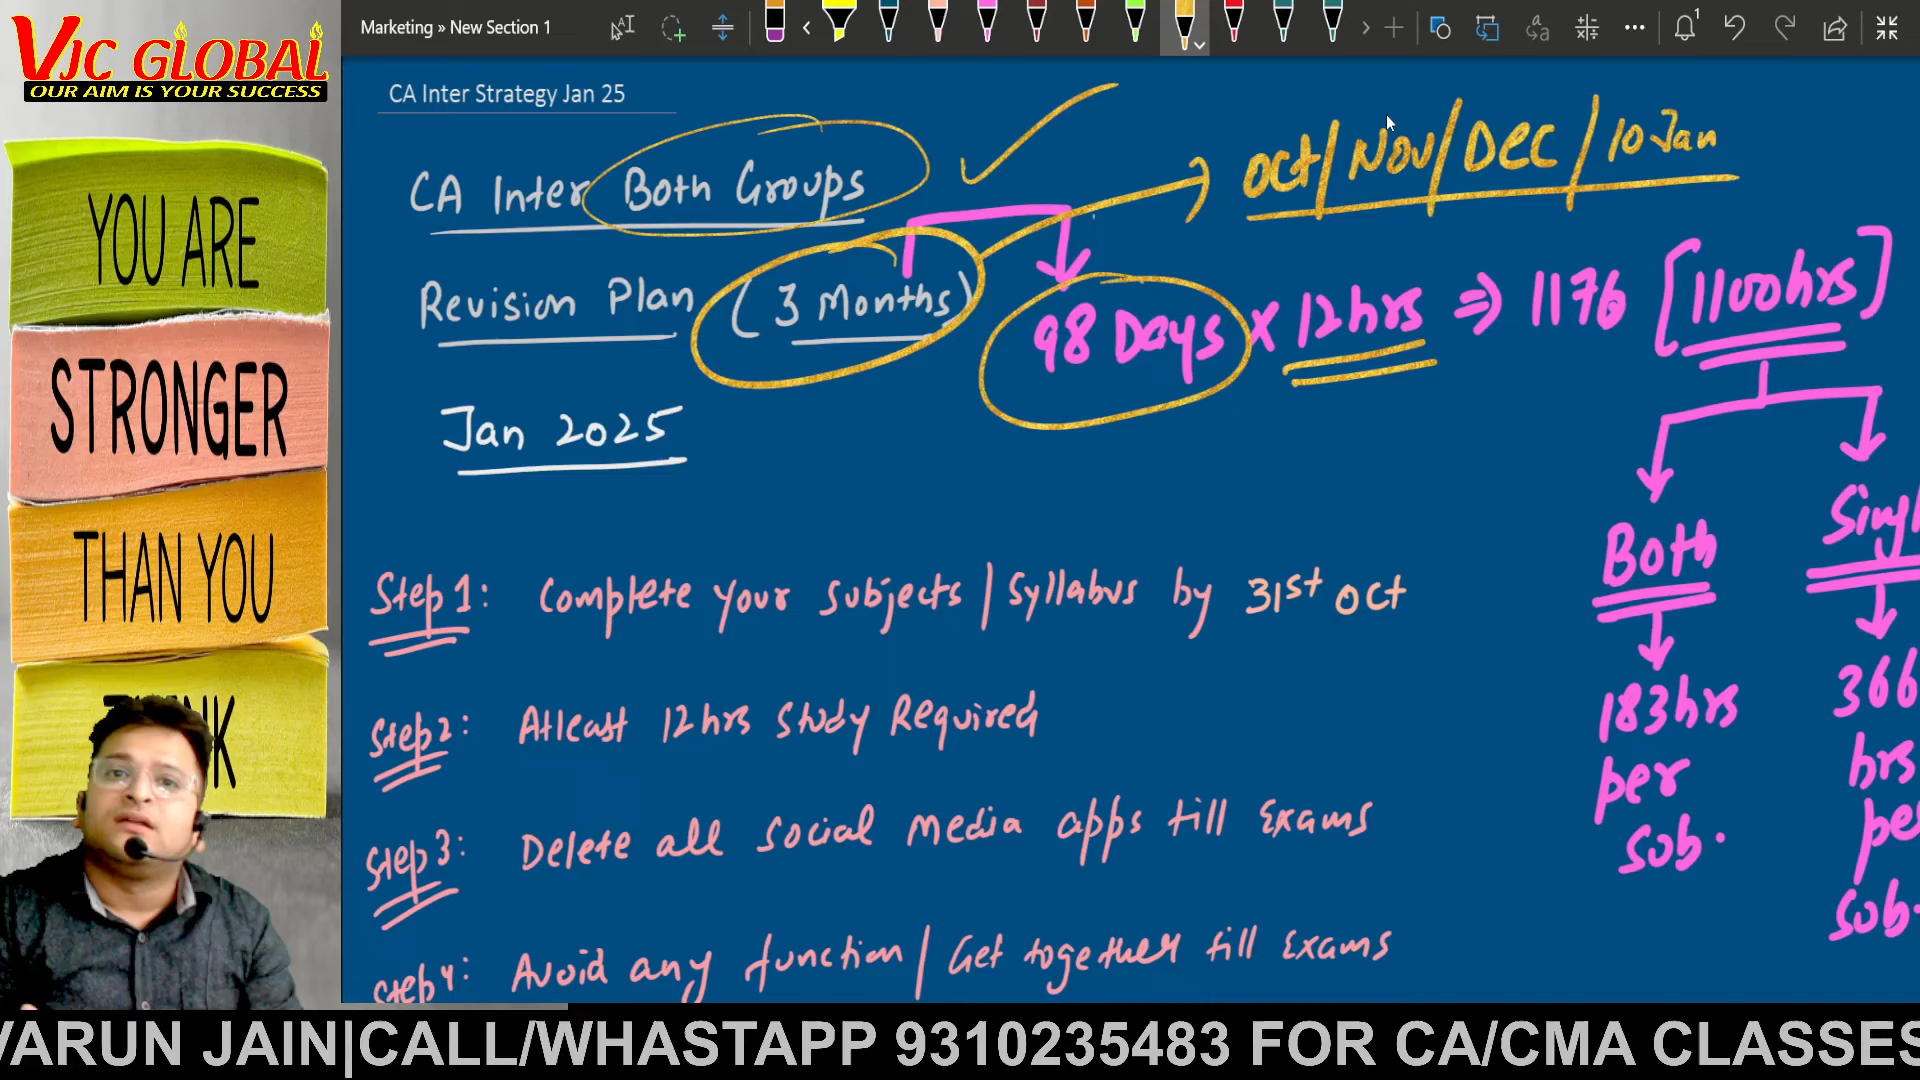 VJC GLOBAL
OUR AIM IS YOUR SUCCESS
YOU ARE
STRONGER
THAN YOU
Marketing » New Section 1
CA Inter Strategy Jan 25
CA Inter Both Groups
Oct/Nov/Dec/10 Jan
Revision Plan (3 Months)
98 Days x 12hrs ⇒ 1176 [1100hrs]
Jan 2025
Both
183hrs
per
sub.
366
hrs
sub.
Step 1: Complete your subjects/syllabus by 31st oct
Step2: Atleast 12hrs study Required
Step 3: Delete all social media apps till Exams
Step 4: Avoid any function/Get together till Exams
VARUN JAIN|CALL/WHASTAPP 9310235483 FOR CA/CMA CLASSES